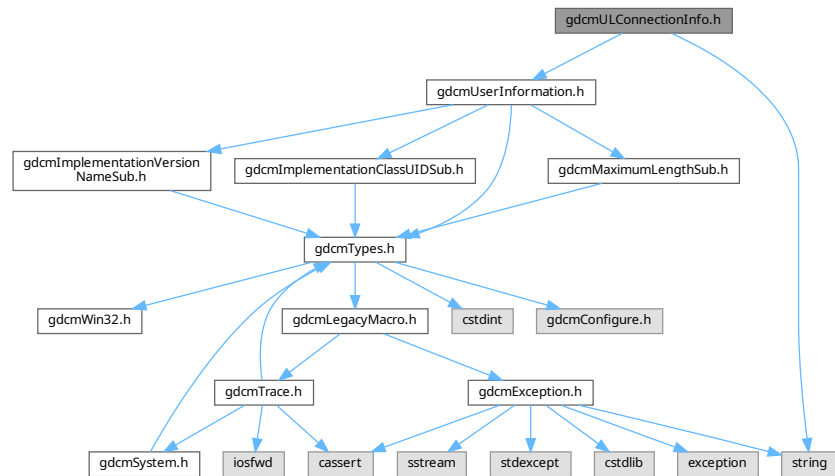 gdcmULConnectionInfo.h
gdcmUserInformation.h
gdcmImplementationVersion
NameSub.h
gdcmImplementationClassUIDSub.h
gdcmMaximumLengthSub.h
gdcmTypes.h
gdcmWin32.h
gdcmLegacyMacro.h
cstdint
gdcmConfigure.h
gdcmTrace.h
gdcmException.h
gdcmSystem.h
iosfwd
cassert
sstream
stdexcept
cstdlib
exception
string